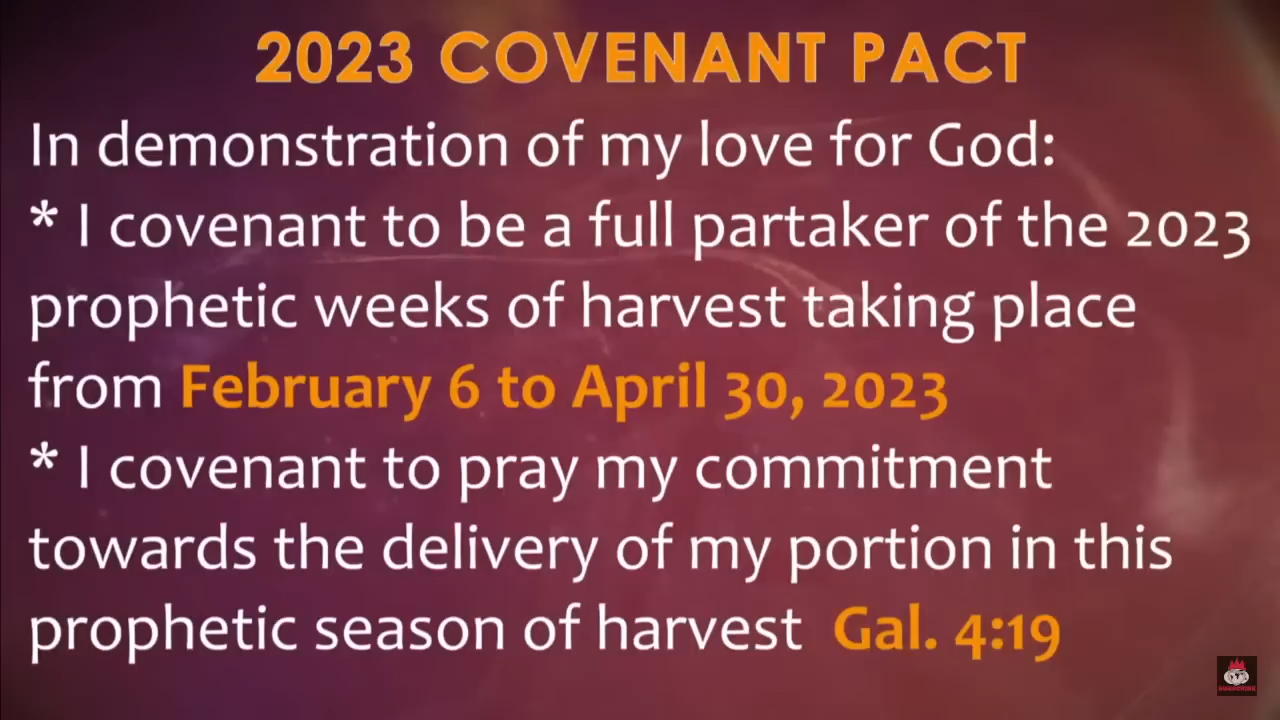 2023 COVENANT PACT
In demonstration of my love for God:
* I covenant to be a full partaker of the 2023
prophetic weeks of harvest taking place
from February 6 to April 30, 2023
* I covenant to pray my commitment
towards the delivery of my portion in this
prophetic season of harvest Gal. 4:19
SUBSCRIBE